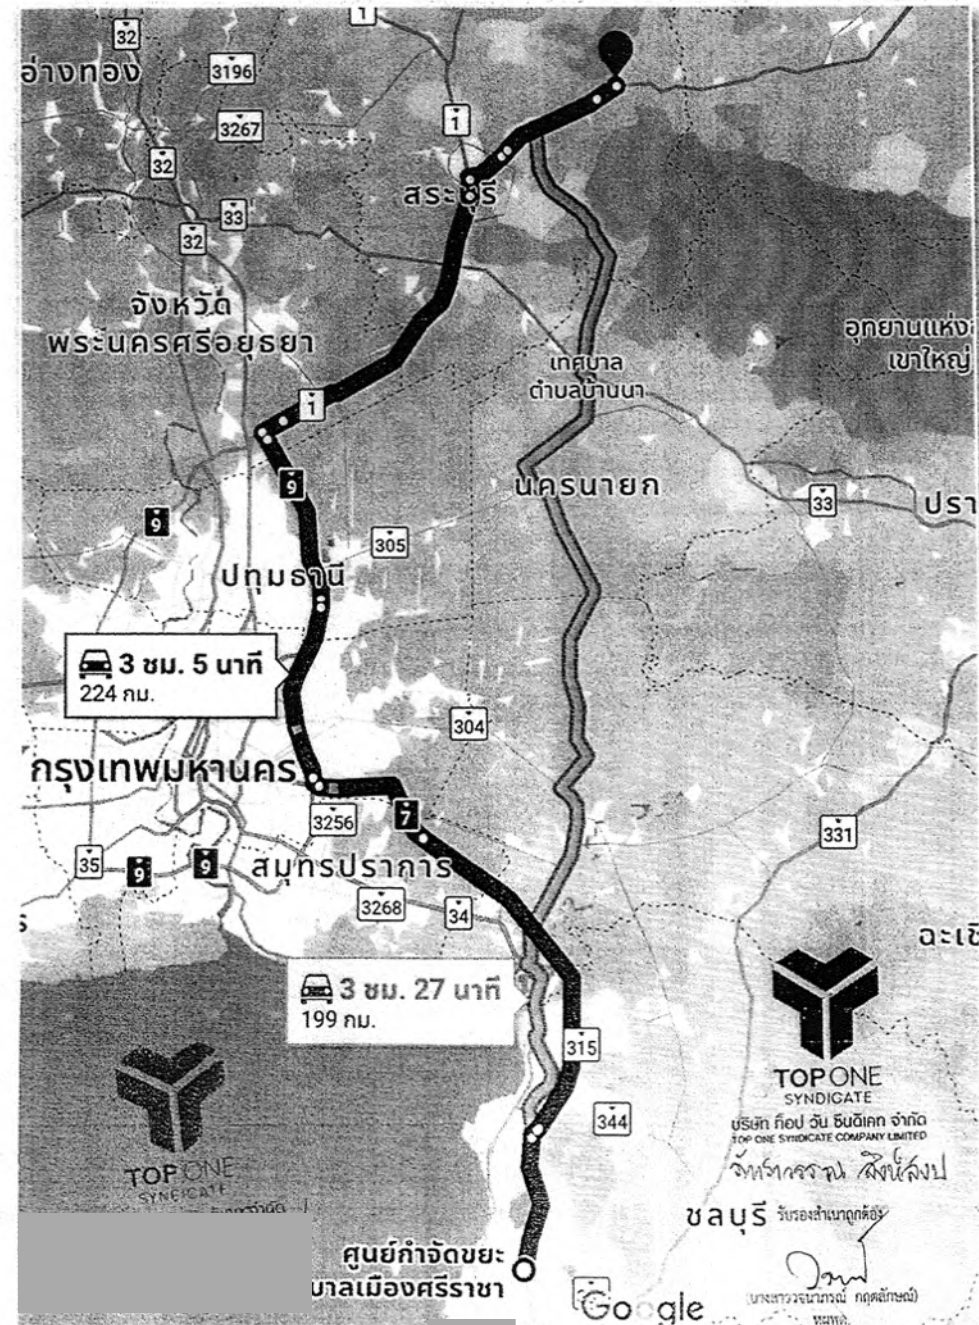 1
32
อ่างทอง
3196
1
3267
32
สระบุรี
33
32
จังหวัด
พระนครศรีอยุธยา
อุทยานแห่ง
เขาใหญ่
เทศบาล
ตำบลบ้านนา
1
9
นครนายก
33
ปรา
9
305
ปทุมธานี
3 ชม. 5 นาที
224 กม.
304
กรุงเทพมหานคร
7
3256
331
35
9
9
สมุทรปราการ
3268
34
ฉะเชิ
3 ชม. 27 นาที
199 กม.
315
TOP ONE
SYNDICATE
บริษัท ท็อป วัน ซินดิเคท จำกัด
TOP ONE SYNDICATE COMPANY LIMITED
344
TOP ONE
SYNDICATE
ชลบุรี
รับรองสำเนาถูกต้อง
ศูนย์กำจัดขยะ
บาลเมืองศรีราชา
Google